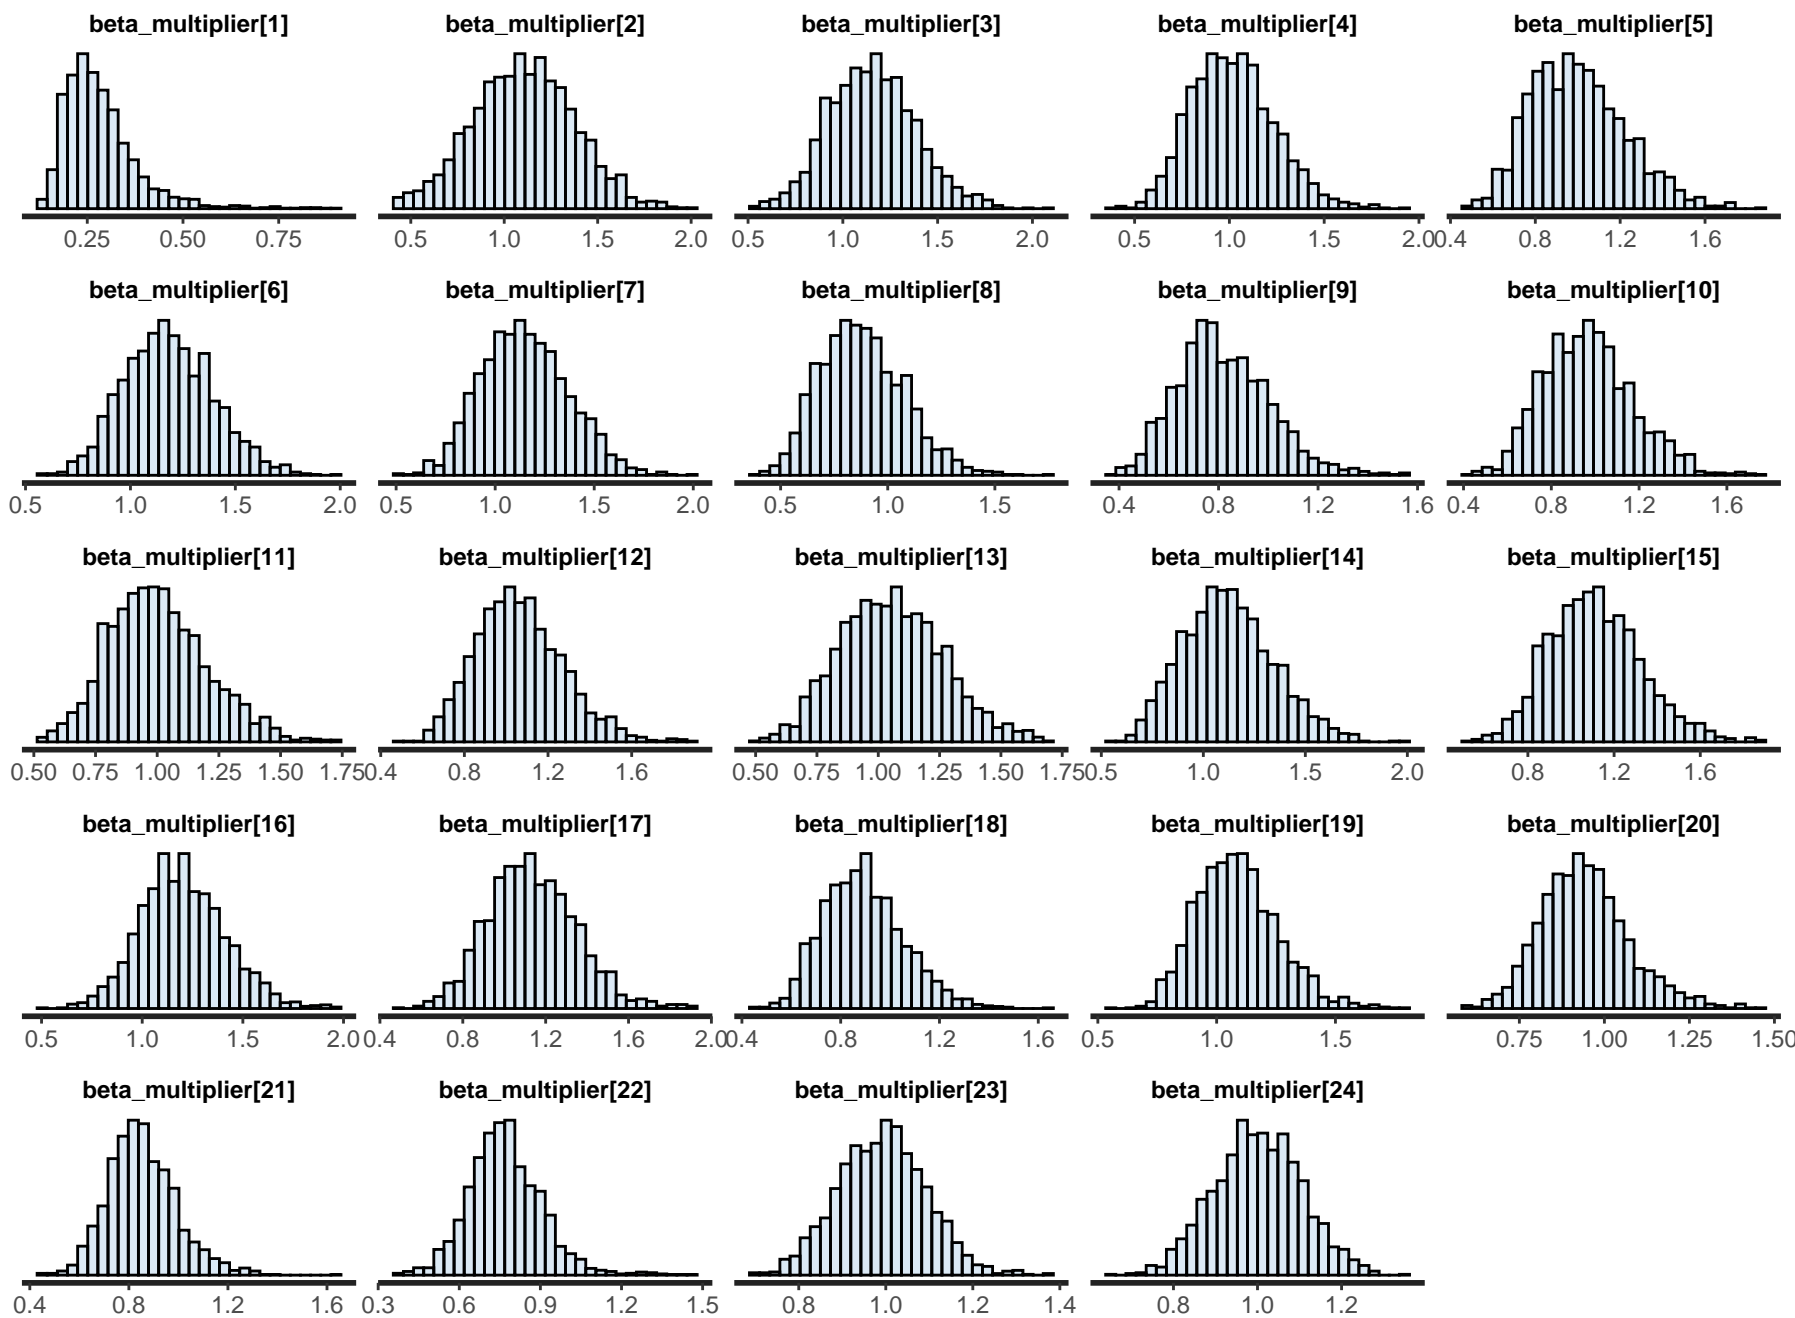 beta_multiplier[1] beta_multiplier[2] beta_multiplier[3] beta_multiplier[4] beta_multiplier[5]
0.25 0.50 0.75 0.5 1.0 1.5 2.0 0.5 1.0 1.5 2.0 0.5 1.0 1.5 2.0 0.4 0.8 1.2 1.6
beta_multiplier[6] beta_multiplier[7] beta_multiplier[8] beta_multiplier[9] beta_multiplier[10]
0.5 1.0 1.5 2.0 0.5 1.0 1.5 2.0 0.5 1.0 1.5 0.4 0.8 1.2 1.6 0.4 0.8 1.2 1.6
beta_multiplier[11] beta_multiplier[12] beta_multiplier[13] beta_multiplier[14] beta_multiplier[15]
0.50 0.75 1.00 1.25 1.50 1.75 0.4 0.8 1.2 1.6 0.50 0.75 1.00 1.25 1.50 1.75 0.5 1.0 1.5 2.0 0.8 1.2 1.6
beta_multiplier[16] beta_multiplier[17] beta_multiplier[18] beta_multiplier[19] beta_multiplier[20]
0.5 1.0 1.5 2.0 0.4 0.8 1.2 1.6 2.0 0.4 0.8 1.2 1.6 0.5 1.0 1.5 0.75 1.00 1.25 1.50
beta_multiplier[21] beta_multiplier[22] beta_multiplier[23] beta_multiplier[24]
0.4 0.8 1.2 1.6 0.3 0.6 0.9 1.2 1.5 0.8 1.0 1.2 1.4 0.8 1.0 1.2